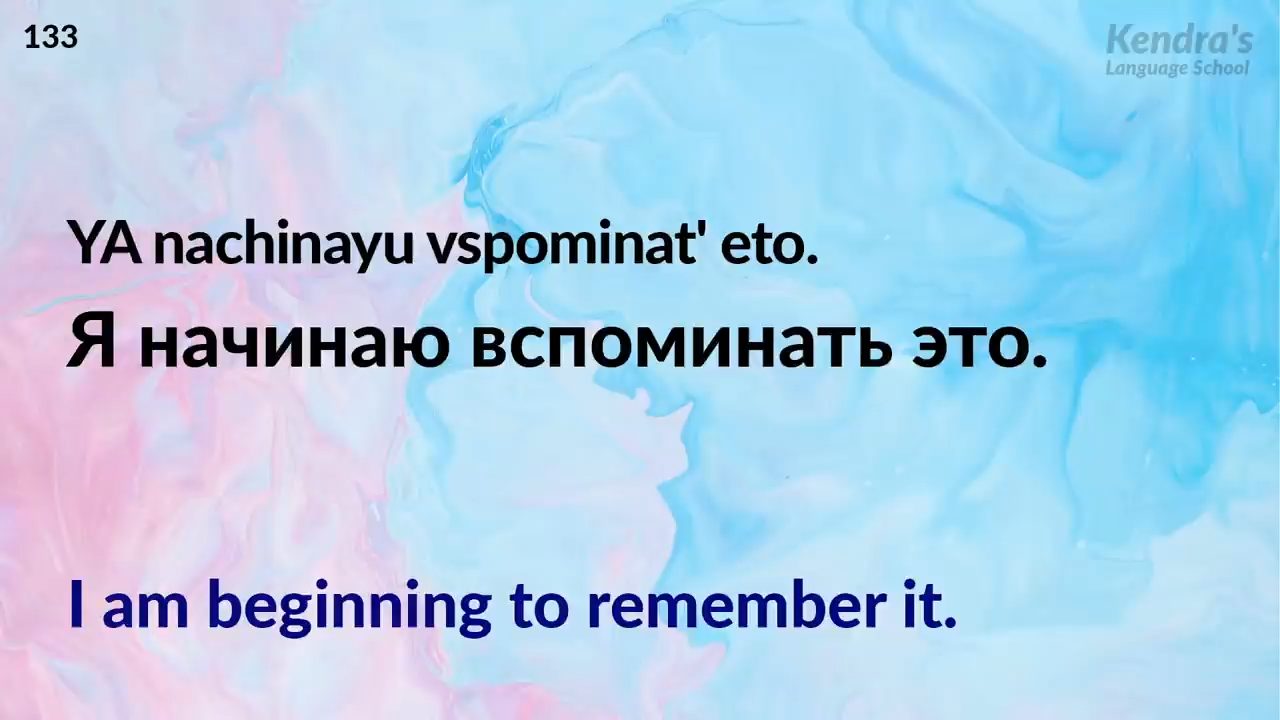 133
Kendra's
Language School
YA nachinayu vspominat' eto.
Я начинаю вспоминать это.
I am beginning to remember it.